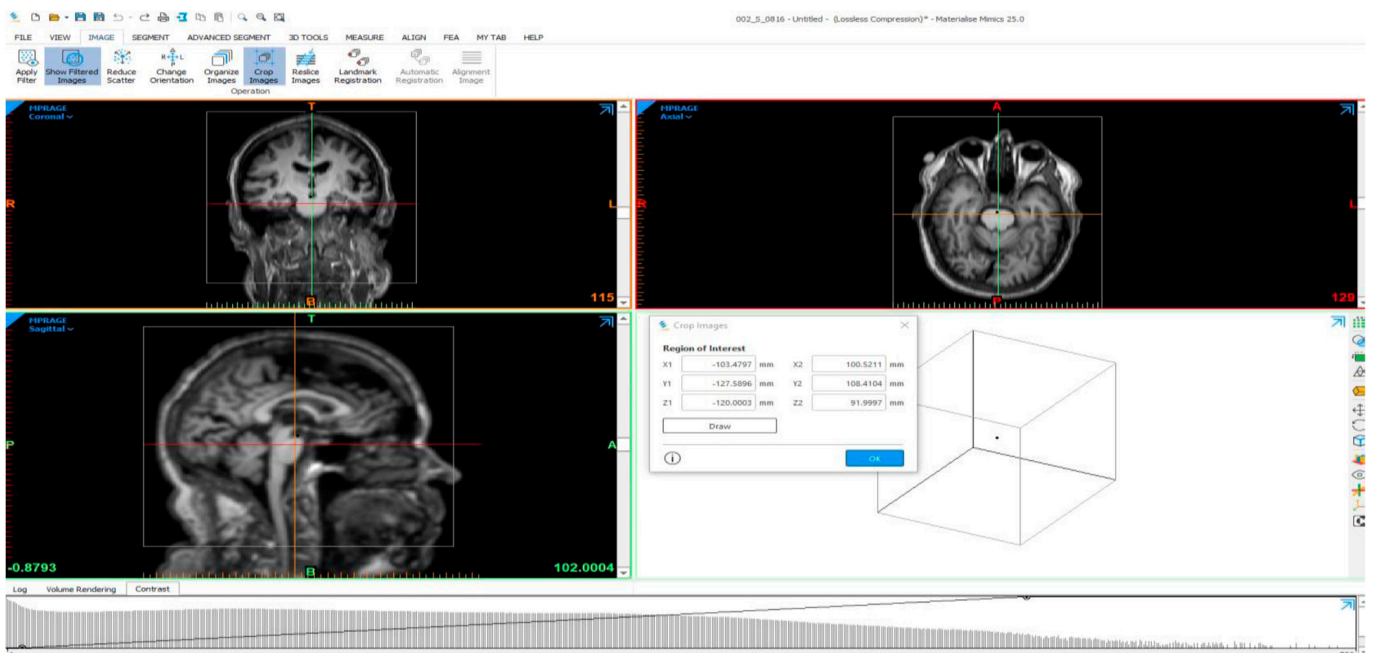 002_S_0816 - Untitled - (Lossless Compression)* - Materialise Mimics 25.0
FILE VIEW IMAGE SEGMENT ADVANCED SEGMENT 3D TOOLS MEASURE ALIGN FEA MY TAB HELP
Apply Filter Show Filtered Images Reduce Scatter Change Orientation Organize Images Crop Images Reslice Images Landmark Registration Automatic Registration Alignment Image
Operation
MPRAGE
Coronal
T
R
L
B
115
MPRAGE
Axial
A
R
L
P
129
MPRAGE
Sagittal
T
P
A
B
-0.8793
102.0004
Crop Images
Region of Interest
X1 -103.4797 mm X2 100.5211 mm
Y1 -127.5896 mm Y2 108.4104 mm
Z1 -120.0003 mm Z2 91.9997 mm
Draw
OK
Log Volume Rendering Contrast